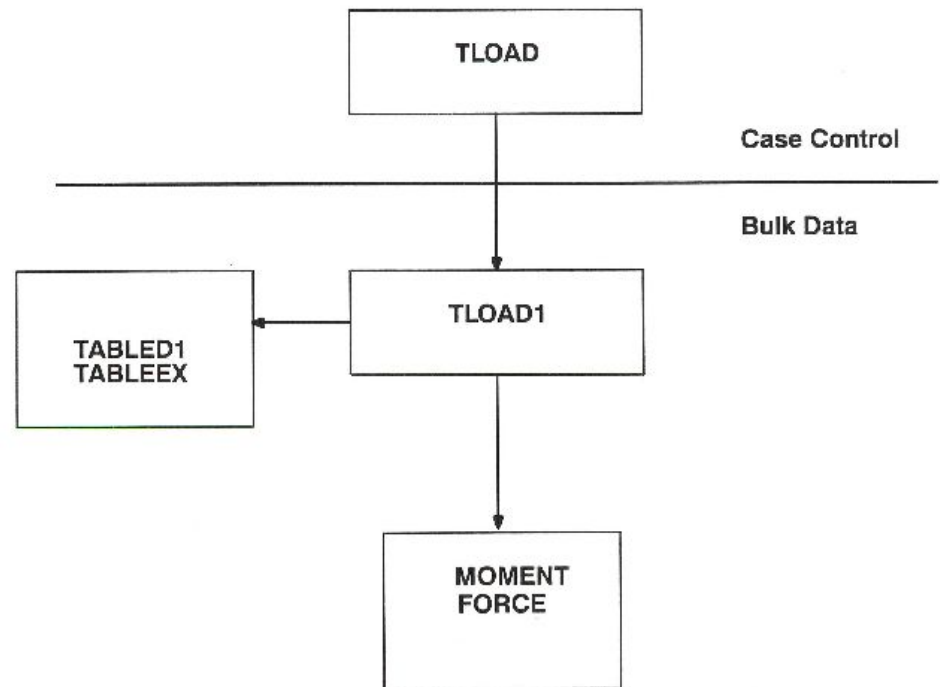 TLOAD
Case Control
Bulk Data
TLOAD1
TABLED1
TABLEEX
MOMENT
FORCE